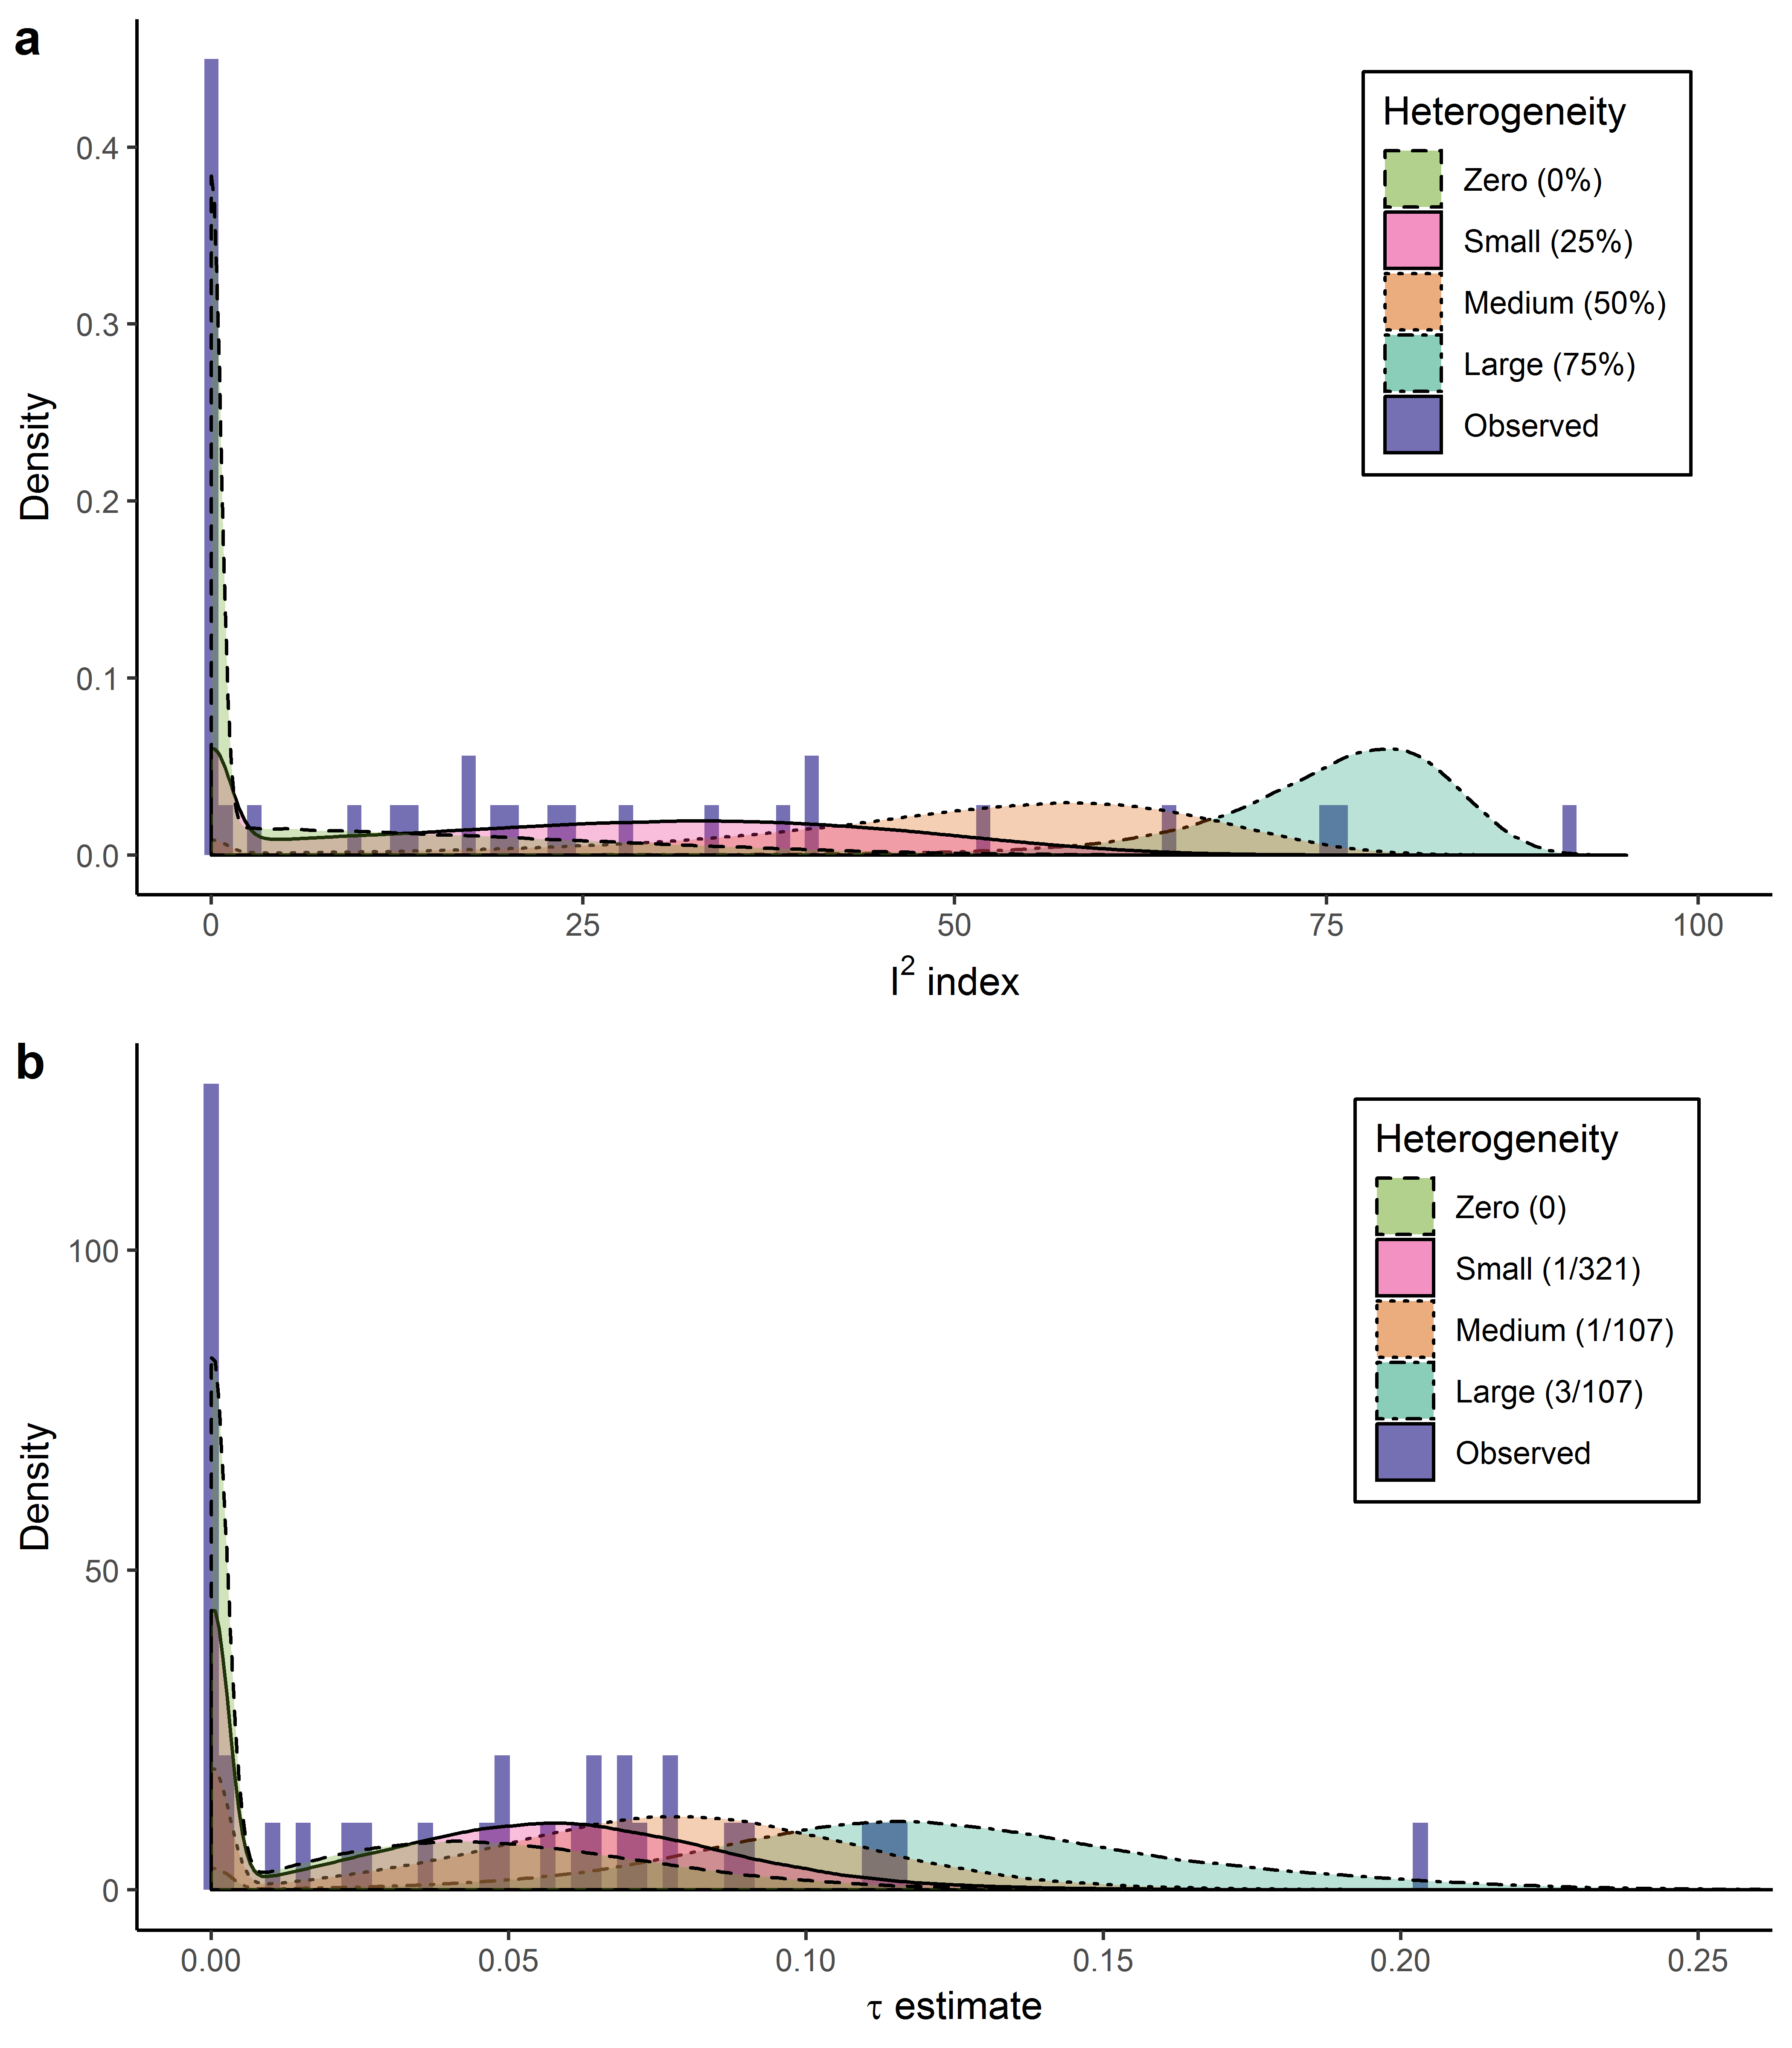 a
Density
0.4
0.3
0.2
0.1
0.0
Heterogeneity
Zero (0%)
Small (25%)
Medium (50%)
Large (75%)
Observed
0 25 50 75 100
I² index
b
Density
100
50
0
Heterogeneity
Zero (0)
Small (1/321)
Medium (1/107)
Large (3/107)
Observed
0.00 0.05 0.10 0.15 0.20 0.25
τ estimate